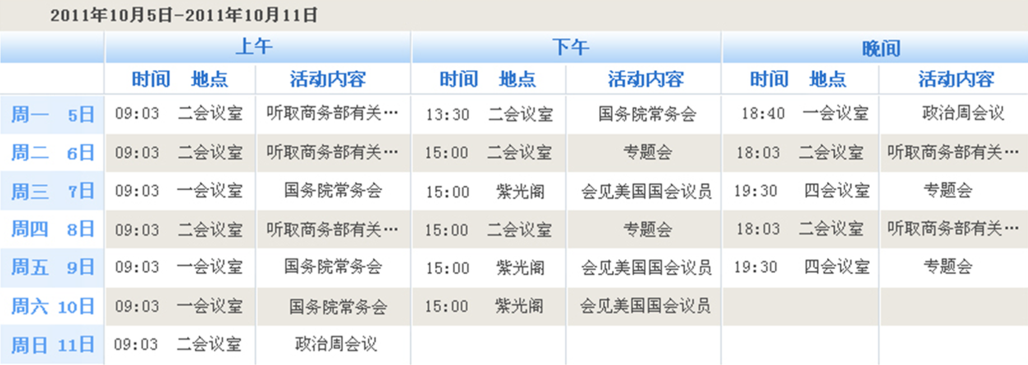 2011年10月5日-2011年10月11日
上午 下午 晚间
时间 地点 活动内容 时间 地点 活动内容 时间 地点 活动内容
周一 5日 09:03 二会议室 听取商务部有关… 13:30 二会议室 国务院常务会 18:40 一会议室 政治周会议
周二 6日 09:03 二会议室 听取商务部有关… 15:00 二会议室 专题会 18:03 二会议室 听取商务部有关…
周三 7日 09:03 一会议室 国务院常务会 15:00 紫光阁 会见美国国会议员 19:30 四会议室 专题会
周四 8日 09:03 二会议室 听取商务部有关… 15:00 二会议室 专题会 18:03 二会议室 听取商务部有关…
周五 9日 09:03 一会议室 国务院常务会 15:00 紫光阁 会见美国国会议员 19:30 四会议室 专题会
周六 10日 09:03 一会议室 国务院常务会 15:00 紫光阁 会见美国国会议员
周日 11日 09:03 二会议室 政治周会议